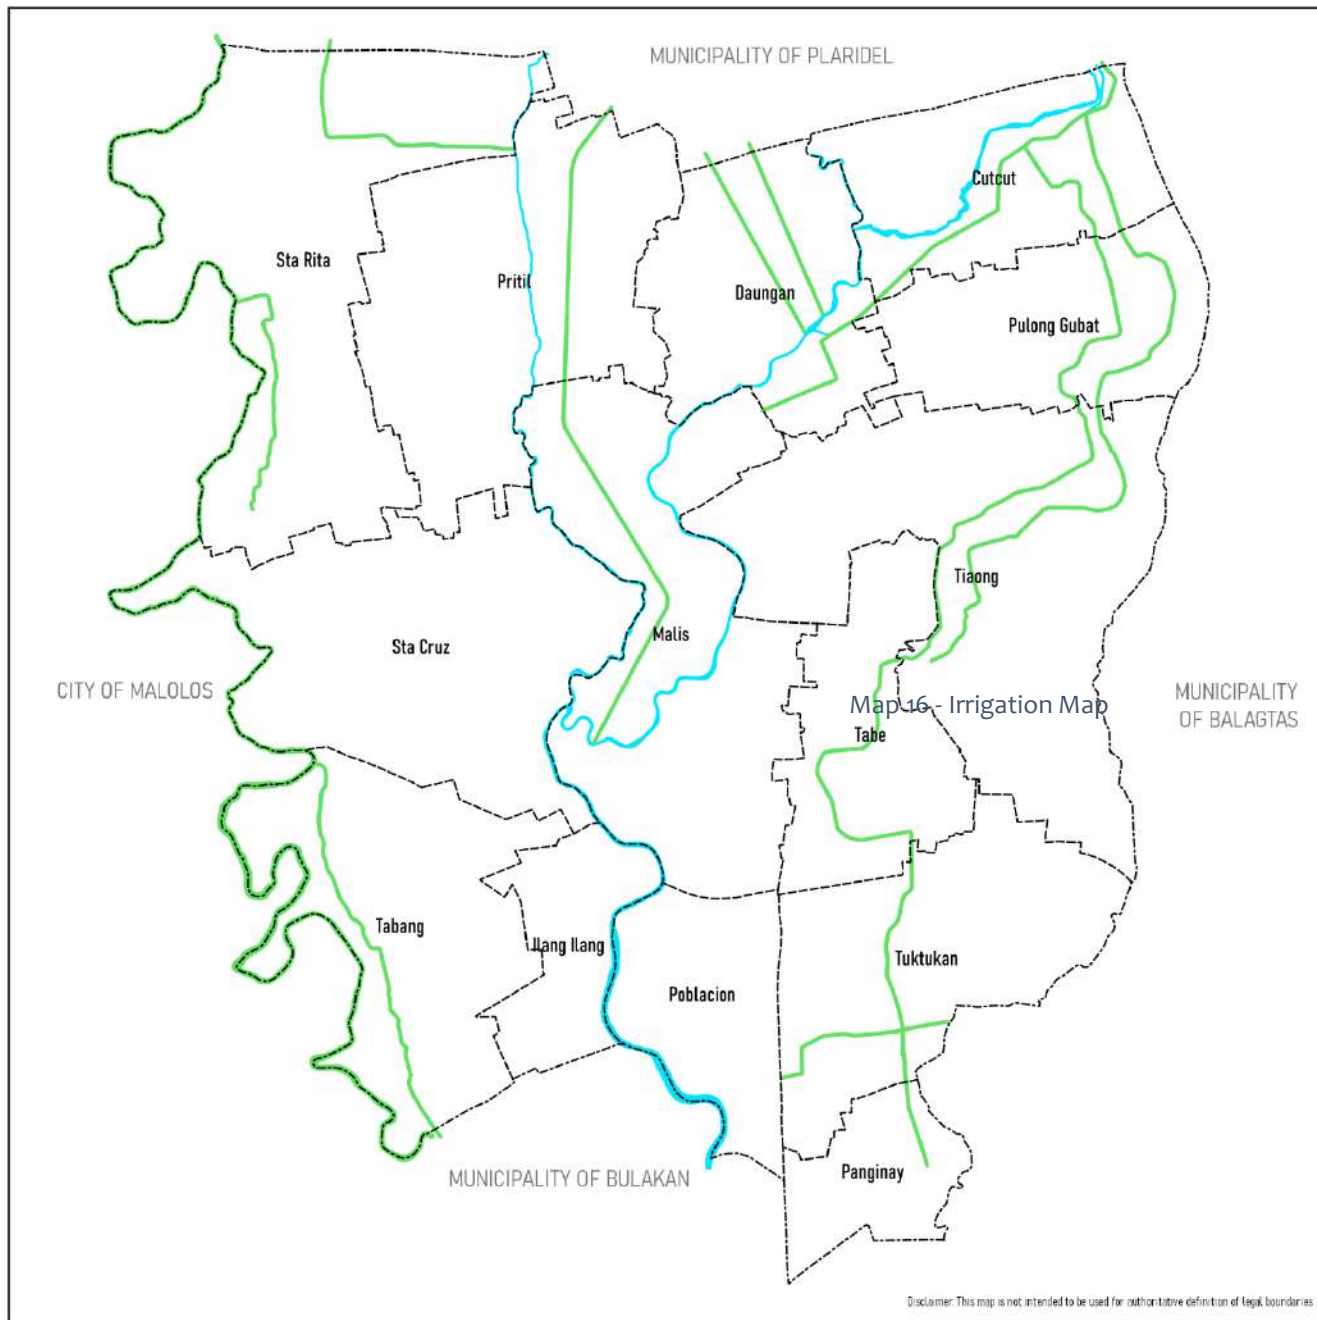 MUNICIPALITY OF PLARIDEL
Cutcut
Sta Rita
Pritil
Daungan
Pulong Gubat
Tiaong
Malis
Sta Cruz
CITY OF MALOLOS
MUNICIPALITY
OF BALAGTAS
Map 16 - Irrigation Map
Tabe
Tabang
Ilang Ilang
Tuktukan
Poblacion
MUNICIPALITY OF BULAKAN
Panginay
Disclaimer: This map is not intended to be used for authoritative definition of legal boundaries